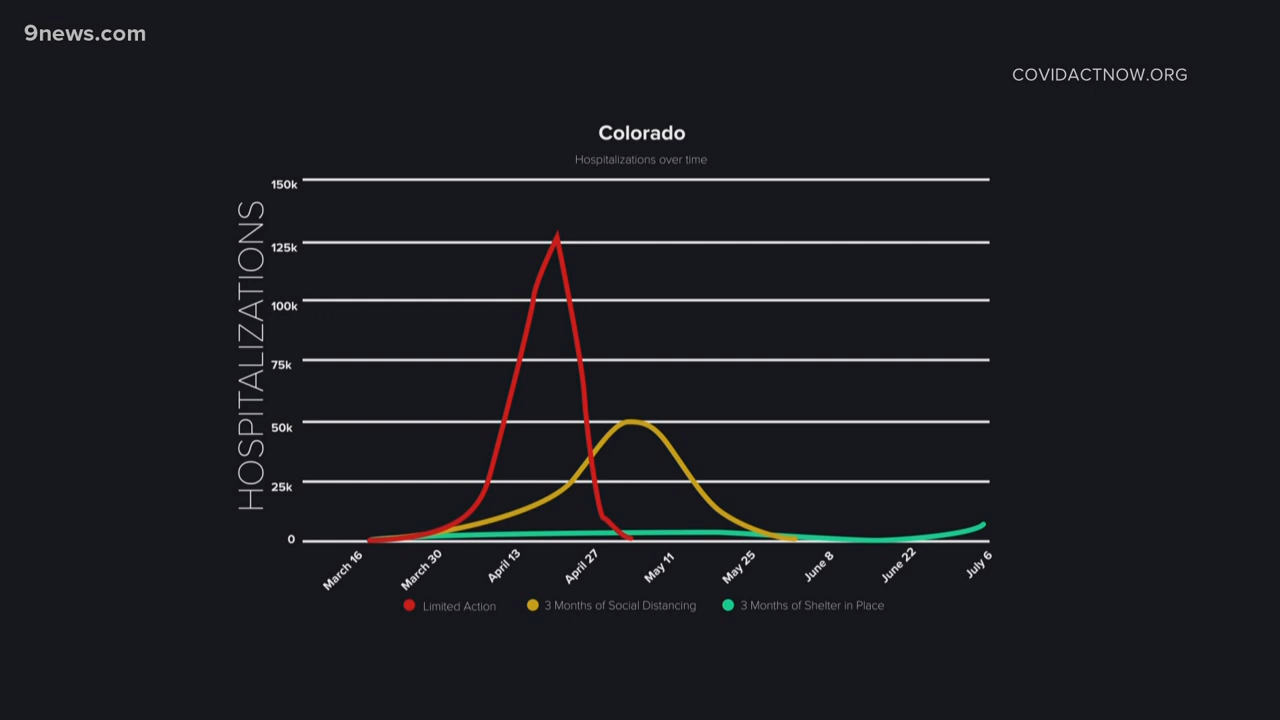 9news.com
COVIDACTNOW.ORG
Colorado
Hospitalizations over time
HOSPITALIZATIONS
150k
125k
100k
75k
50k
25k
0
March 16
March 30
April 13
April 27
May 11
May 25
June 8
June 22
July 6
Limited Action
3 Months of Social Distancing
3 Months of Shelter in Place